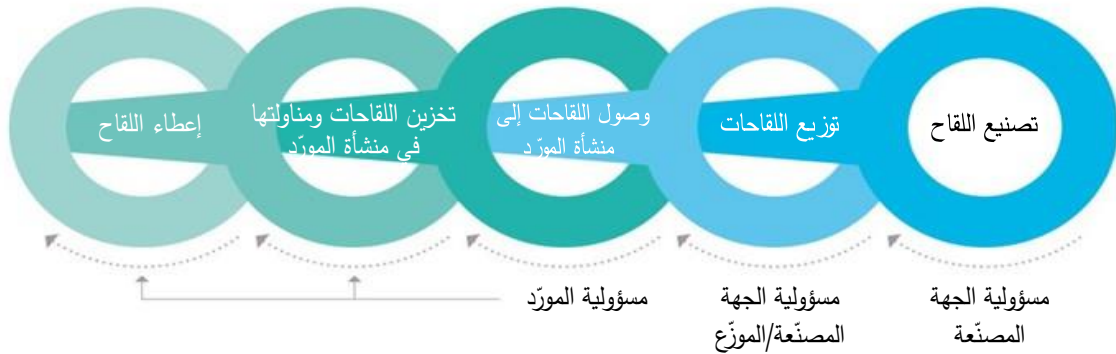 تصنيع اللقاح
توزيع اللقاحات
وصول اللقاحات إلى
منشأة المورّد
تخزين اللقاحات ومناولتها
في منشأة المورّد
إعطاء اللقاح
مسؤولية الجهة
المصنّعة
مسؤولية الجهة
المصنّعة/الموزّع
مسؤولية المورّد